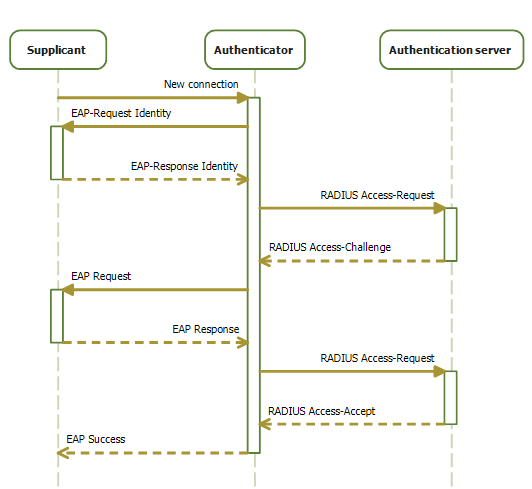 Supplicant
Authenticator
Authentication server
New connection
EAP-Request Identity
EAP-Response Identity
RADIUS Access-Request
RADIUS Access-Challenge
EAP Request
EAP Response
RADIUS Access-Request
RADIUS Access-Accept
EAP Success